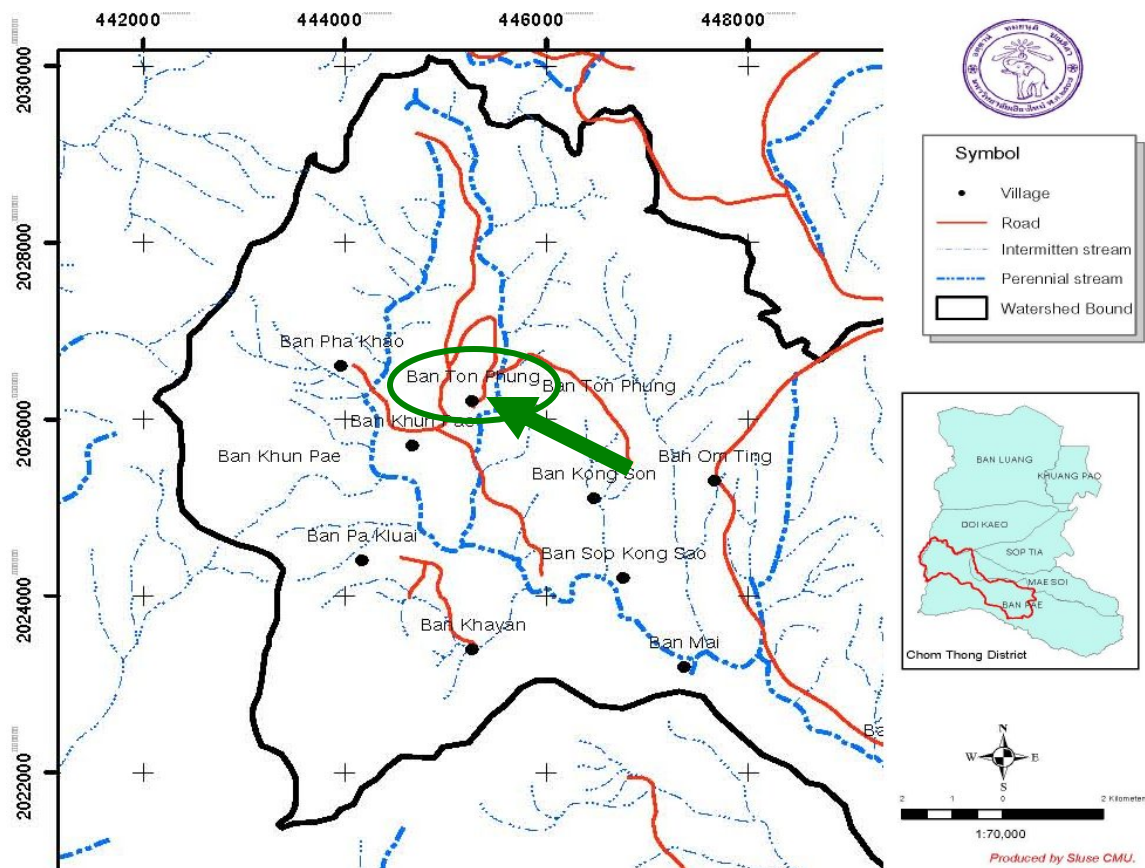 442000 444000 446000 448000
2030000
2028000
2026000
2024000
2022000
Ban Pha Khao
Ban Ton Phung
Ban Ton Phung
Ban Khun Pae
Ban Khun Pae
Ban Kong Son
Ban Om Ting
Ban Pa Kluai
Ban Sop Kong Sao
Ban Khayan
Ban Mai
Ba
Symbol
Village
Road
Intermitten stream
Perennial stream
Watershed Bound
BAN LUANG
KHUANG PAO
DOI KAEO
SOP TIA
MAE SOI
BAN PAE
Chom Thong District
N
W E
S
2 1 0 2 Kilometer
1:70,000
Produced by Sluse CMU.